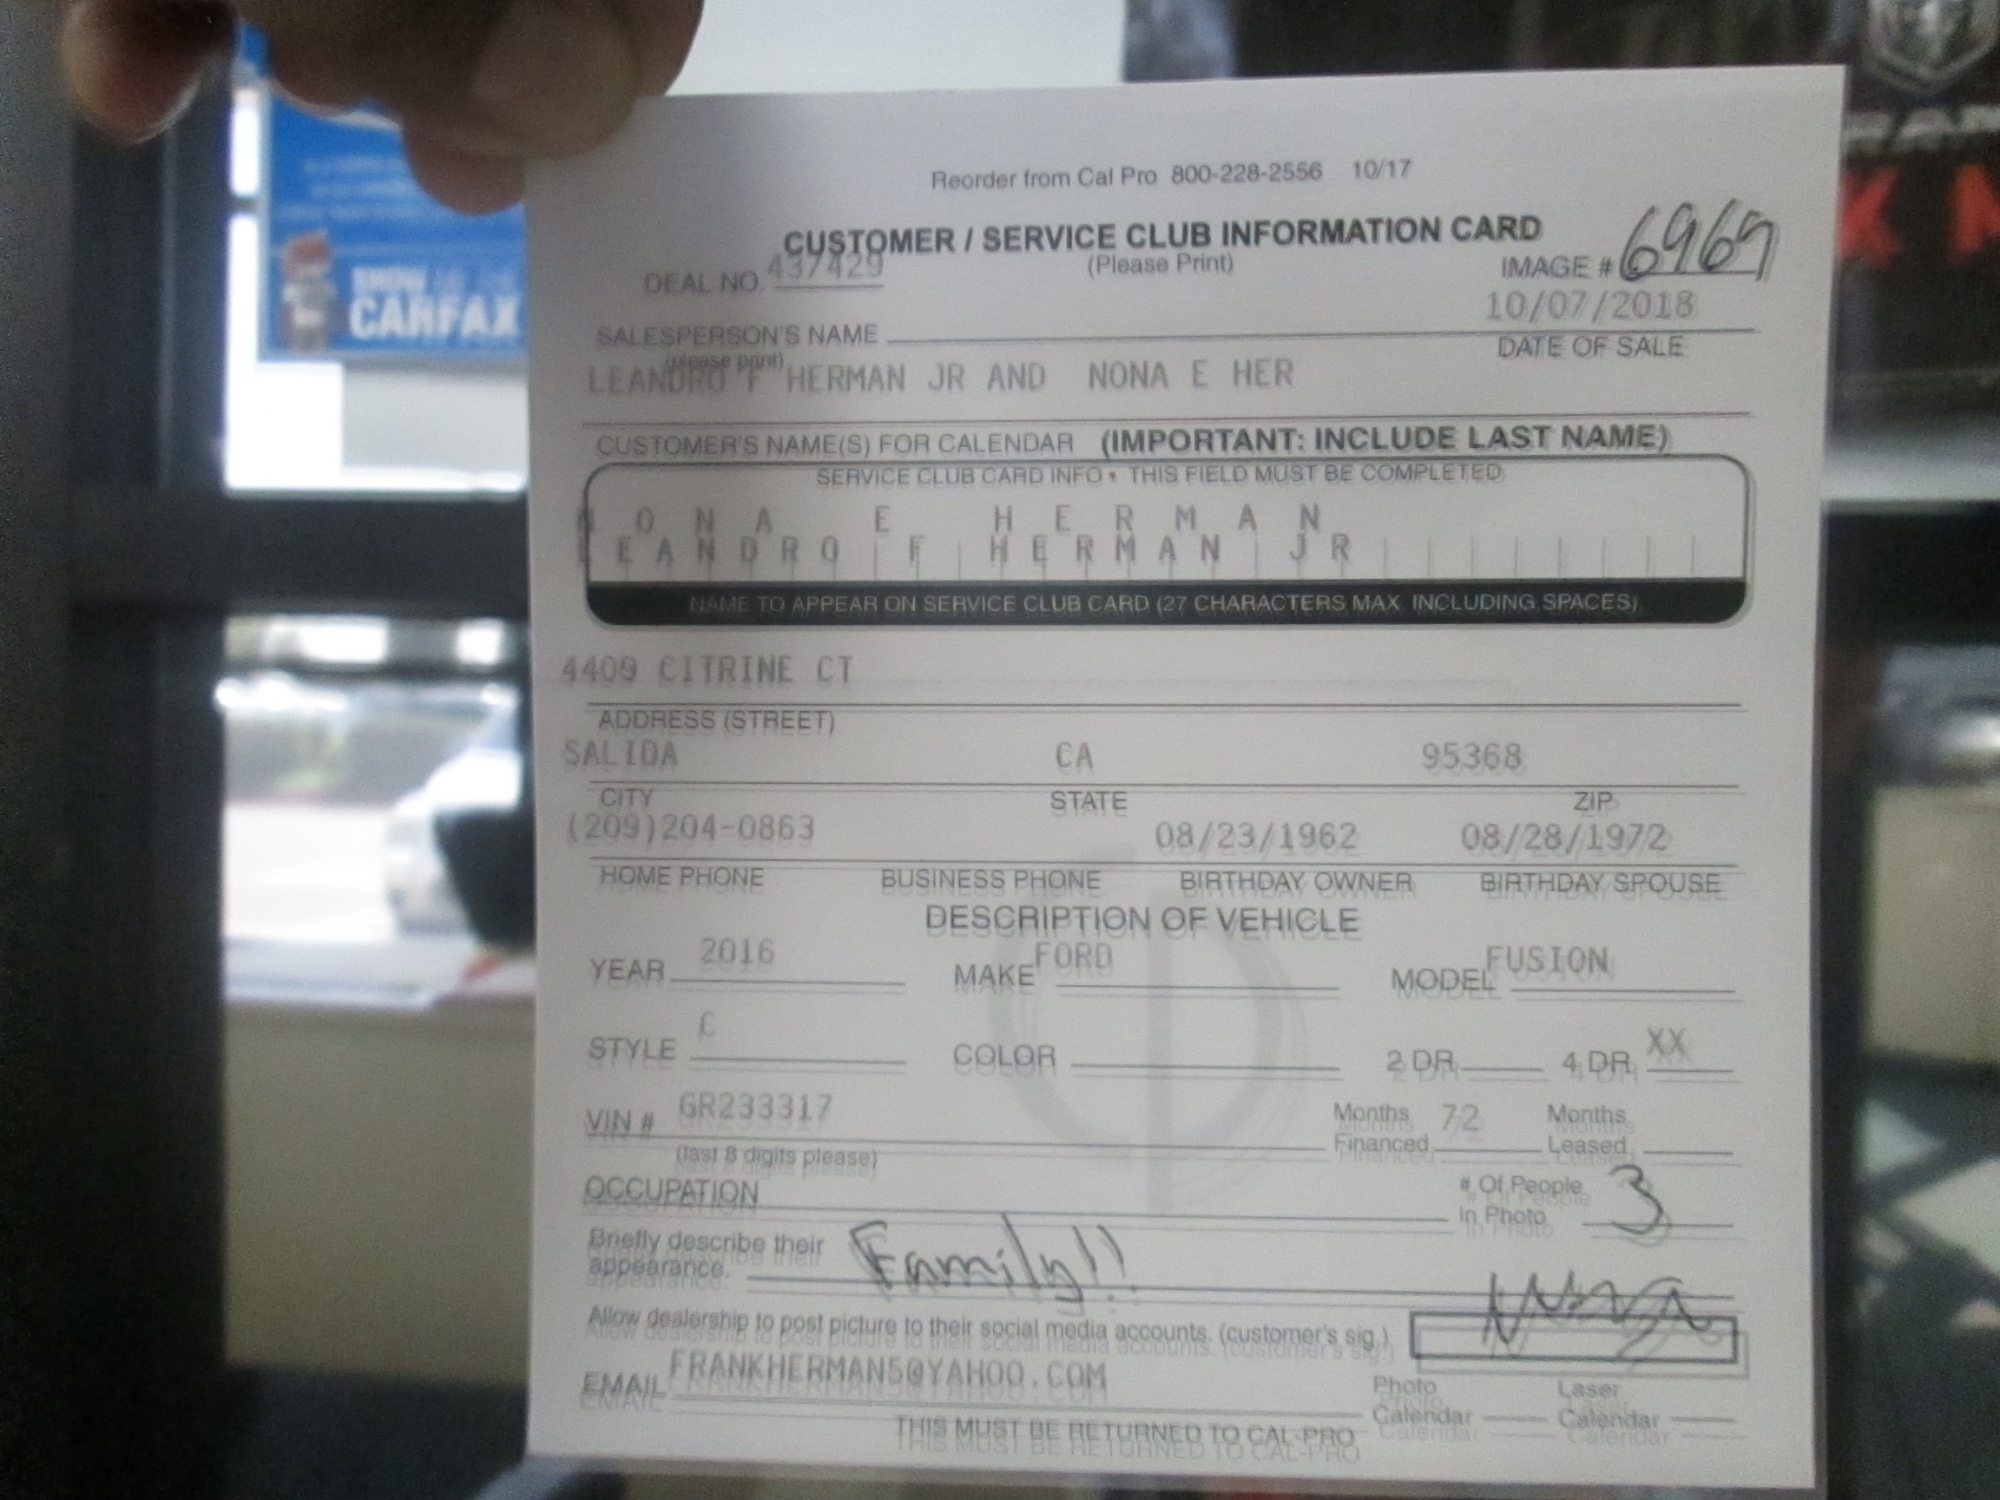 Reorder from Cal Pro 800-228-2556 10/17
CUSTOMER / SERVICE CLUB INFORMATION CARD
DEAL NO. 437429 (Please Print) IMAGE # 6969
10/07/2018
SALESPERSON'S NAME DATE OF SALE
(please print)
LEANDRO F HERMAN JR AND NONA E HER
CUSTOMER'S NAME(S) FOR CALENDAR (IMPORTANT: INCLUDE LAST NAME)
SERVICE CLUB CARD INFO • THIS FIELD MUST BE COMPLETED
NONA E HERMAN
LEANDRO F HERMAN JR
NAME TO APPEAR ON SERVICE CLUB CARD (27 CHARACTERS MAX. INCLUDING SPACES)
4409 CITRINE CT
ADDRESS (STREET)
SALIDA CA 95368
CITY STATE ZIP
(209)204-0863 08/23/1962 08/28/1972
HOME PHONE BUSINESS PHONE BIRTHDAY OWNER BIRTHDAY SPOUSE
DESCRIPTION OF VEHICLE
YEAR 2016 MAKE FORD MODEL FUSION
STYLE C COLOR 2 DR 4 DR XX
VIN # GR233317 Months Financed 72 Months Leased
(last 8 digits please)
OCCUPATION # Of People in Photo 3
Briefly describe their appearance. Family!!
Allow dealership to post picture to their social media accounts. (customer's sig.)
EMAIL FRANKHERMAN5@YAHOO.COM
Photo Calendar Laser Calendar
THIS MUST BE RETURNED TO CAL-PRO
SHOW
CARFAX